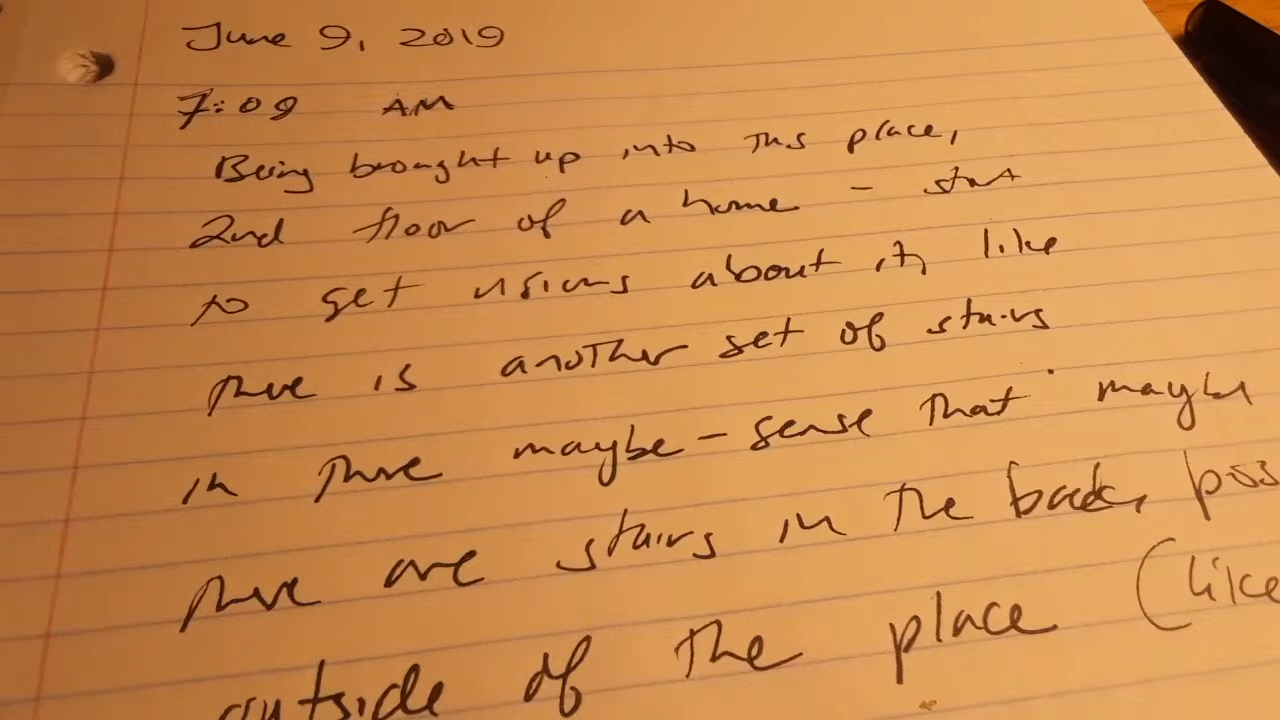 June 9, 2019
7:09 AM
Being brought up into this place,
2nd floor of a home - start
to get visions about it, like
there is another set of stairs
in there maybe - sense that maybe
there are stairs in the back, poss
outside of the place (like